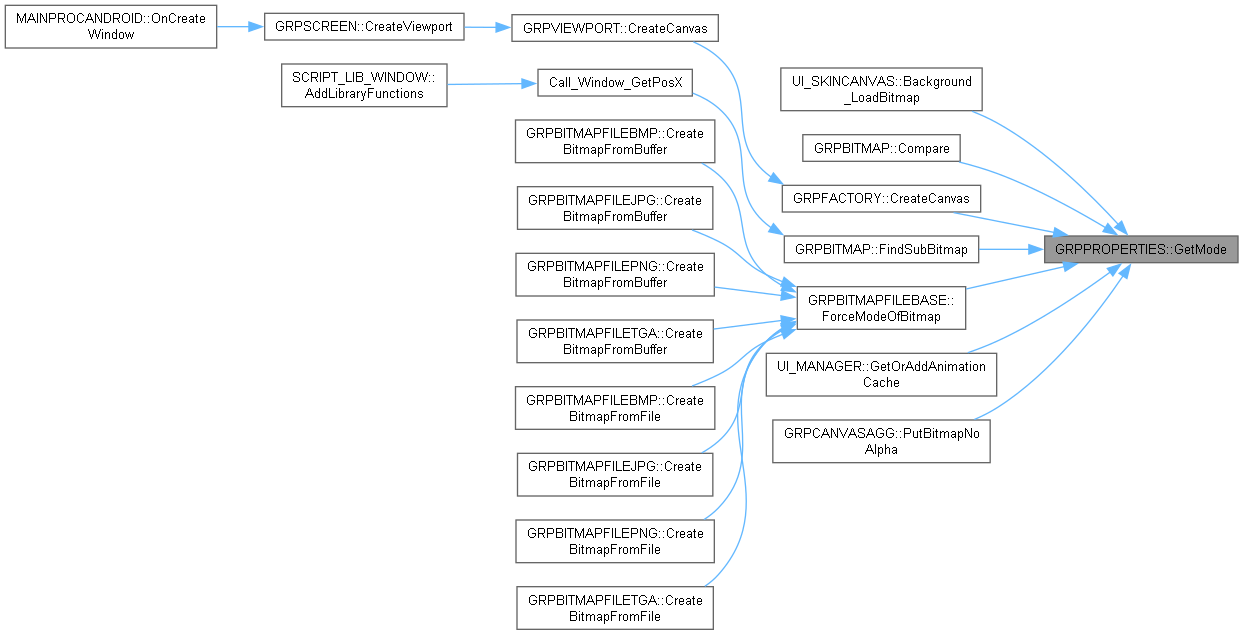 MAINPROCANDROID::OnCreate
Window
GRPSCREEN::CreateViewport
GRPVIEWPORT::CreateCanvas
SCRIPT_LIB_WINDOW::
AddLibraryFunctions
Call_Window_GetPosX
GRPBITMAPFILEBMP::Create
BitmapFromBuffer
GRPBITMAPFILEJPG::Create
BitmapFromBuffer
GRPBITMAPFILEPNG::Create
BitmapFromBuffer
GRPBITMAPFILETGA::Create
BitmapFromBuffer
GRPBITMAPFILEBMP::Create
BitmapFromFile
GRPBITMAPFILEJPG::Create
BitmapFromFile
GRPBITMAPFILEPNG::Create
BitmapFromFile
GRPBITMAPFILETGA::Create
BitmapFromFile
UI_SKINCANVAS::Background
_LoadBitmap
GRPBITMAP::Compare
GRPFACTORY::CreateCanvas
GRPBITMAP::FindSubBitmap
GRPBITMAPFILEBASE::
ForceModeOfBitmap
UI_MANAGER::GetOrAddAnimation
Cache
GRPCANVASAGG::PutBitmapNo
Alpha
GRPPROPERTIES::GetMode